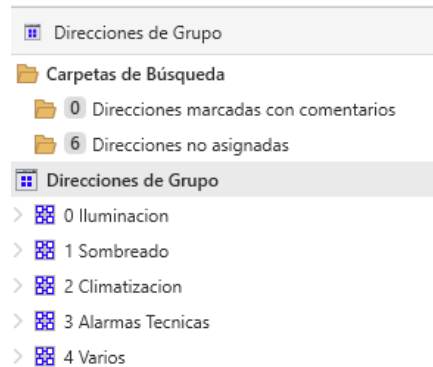 Direcciones de Grupo
Carpetas de Búsqueda
0 Direcciones marcadas con comentarios
6 Direcciones no asignadas
Direcciones de Grupo
0 Iluminacion
1 Sombreado
2 Climatizacion
3 Alarmas Tecnicas
4 Varios